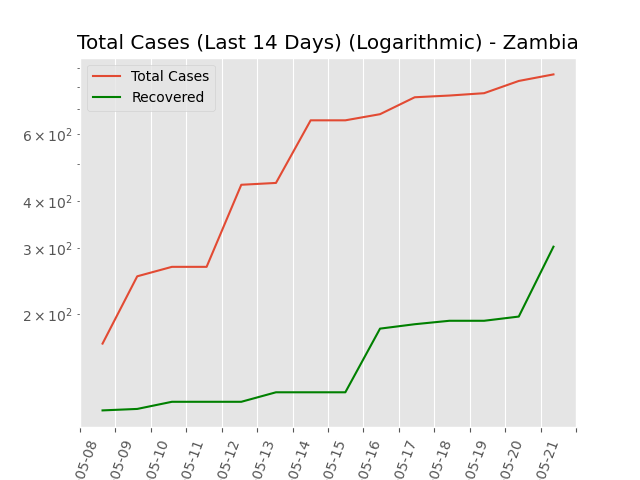 Total Cases (Last 14 Days) (Logarithmic) - Zambia
Total Cases
Recovered
6 × 10²
4 × 10²
3 × 10²
2 × 10²
05-08
05-09
05-10
05-11
05-12
05-13
05-14
05-15
05-16
05-17
05-18
05-19
05-20
05-21